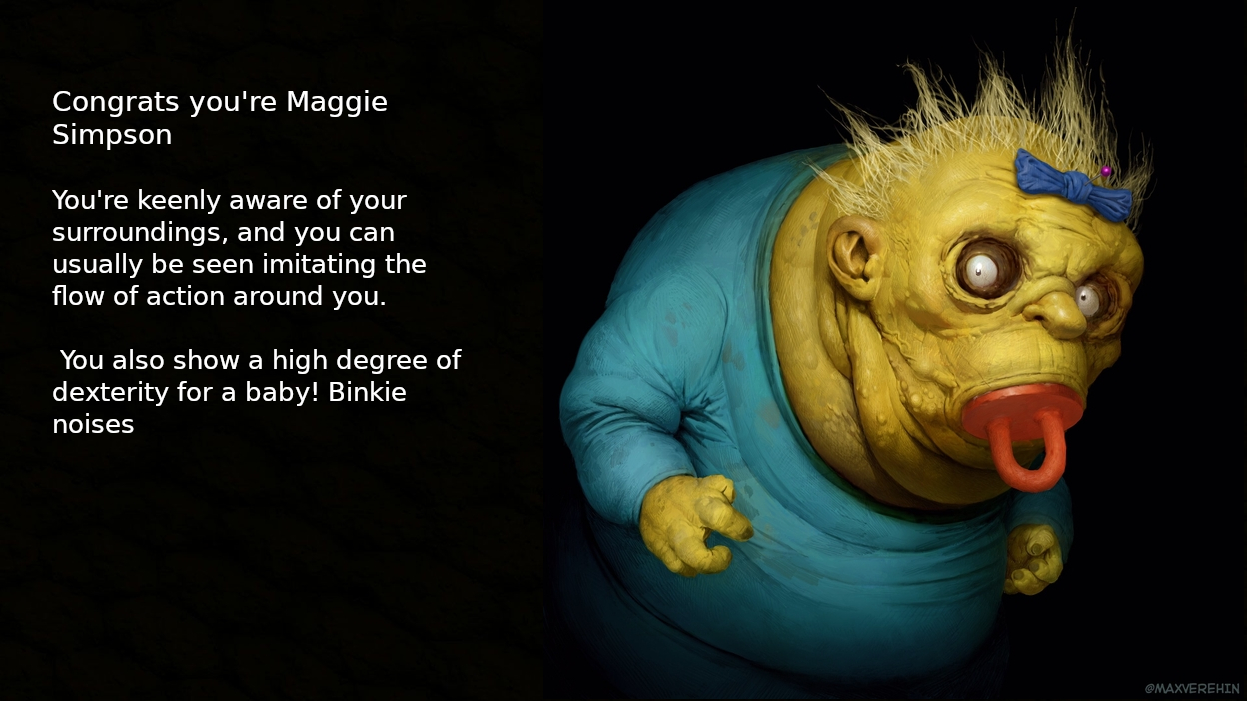 Congrats you're Maggie
Simpson
You're keenly aware of your
surroundings, and you can
usually be seen imitating the
flow of action around you.
You also show a high degree of
dexterity for a baby! Binkie
noises
@MAXVEREHIN